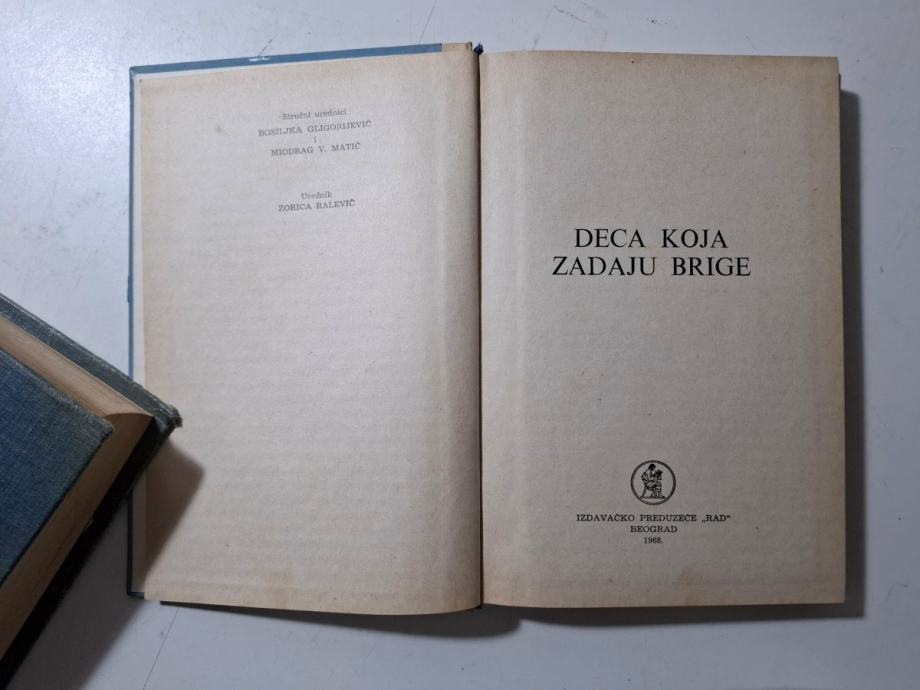 Stručni urednici
BOSILJKA GLIGORIJEVIĆ
i
MIODRAG V. MATIĆ
Urednik
ZORICA RALEVIĆ
DECA KOJA
ZADAJU BRIGE
IZDAVAČKO PREDUZEĆE „RAD“
BEOGRAD
1968.